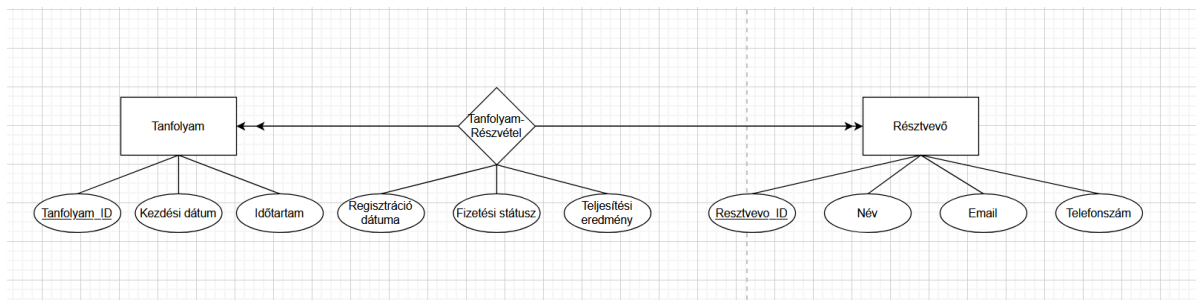 Tanfolyam
Tanfolyam-
Részvétel
Résztvevő
Tanfolyam_ID
Kezdési dátum
Időtartam
Regisztráció
dátuma
Fizetési státusz
Teljesítési
eredmény
Resztvevo_ID
Név
Email
Telefonszám